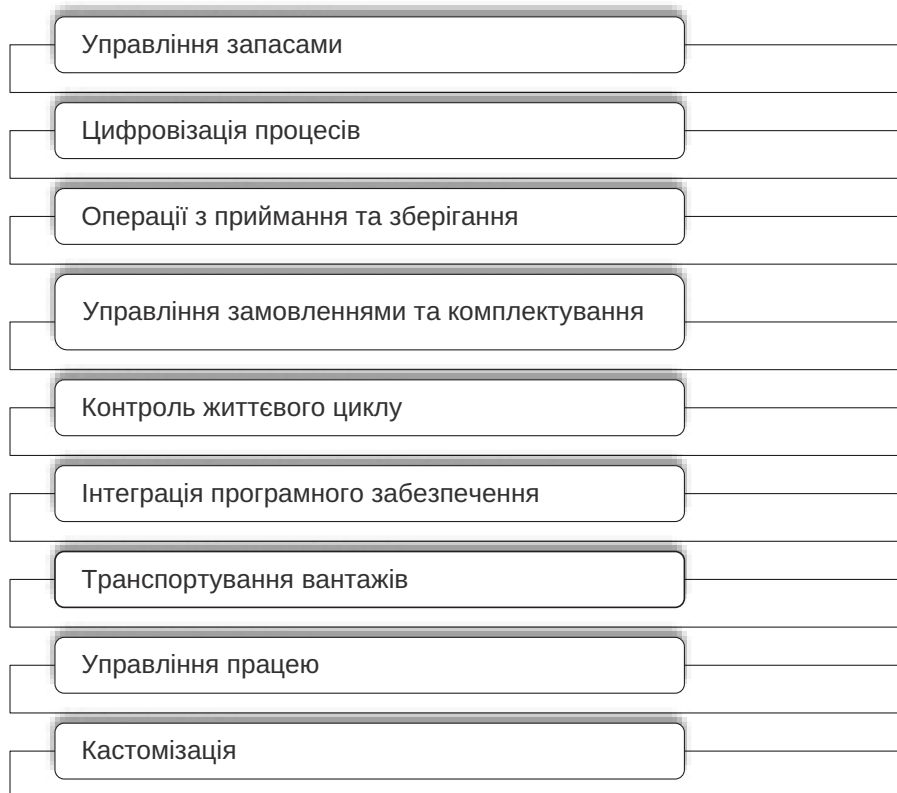 Управління запасами
Цифровізація процесів
Операції з приймання та зберігання
Управління замовленнями та комплектування
Контроль життєвого циклу
Інтеграція програмного забезпечення
Транспортування вантажів
Управління працею
Кастомізація